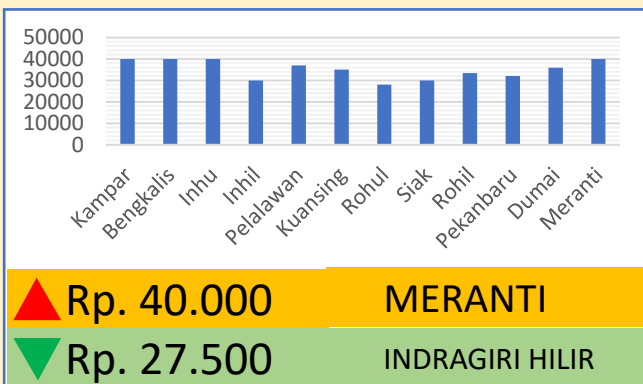 50000
40000
30000
20000
10000
0
Kampar
Bengkalis
Inhu
Inhil
Pelalawan
Kuansing
Rohul
Siak
Rohil
Pekanbaru
Dumai
Meranti
Rp. 40.000 MERANTI
Rp. 27.500 INDRAGIRI HILIR